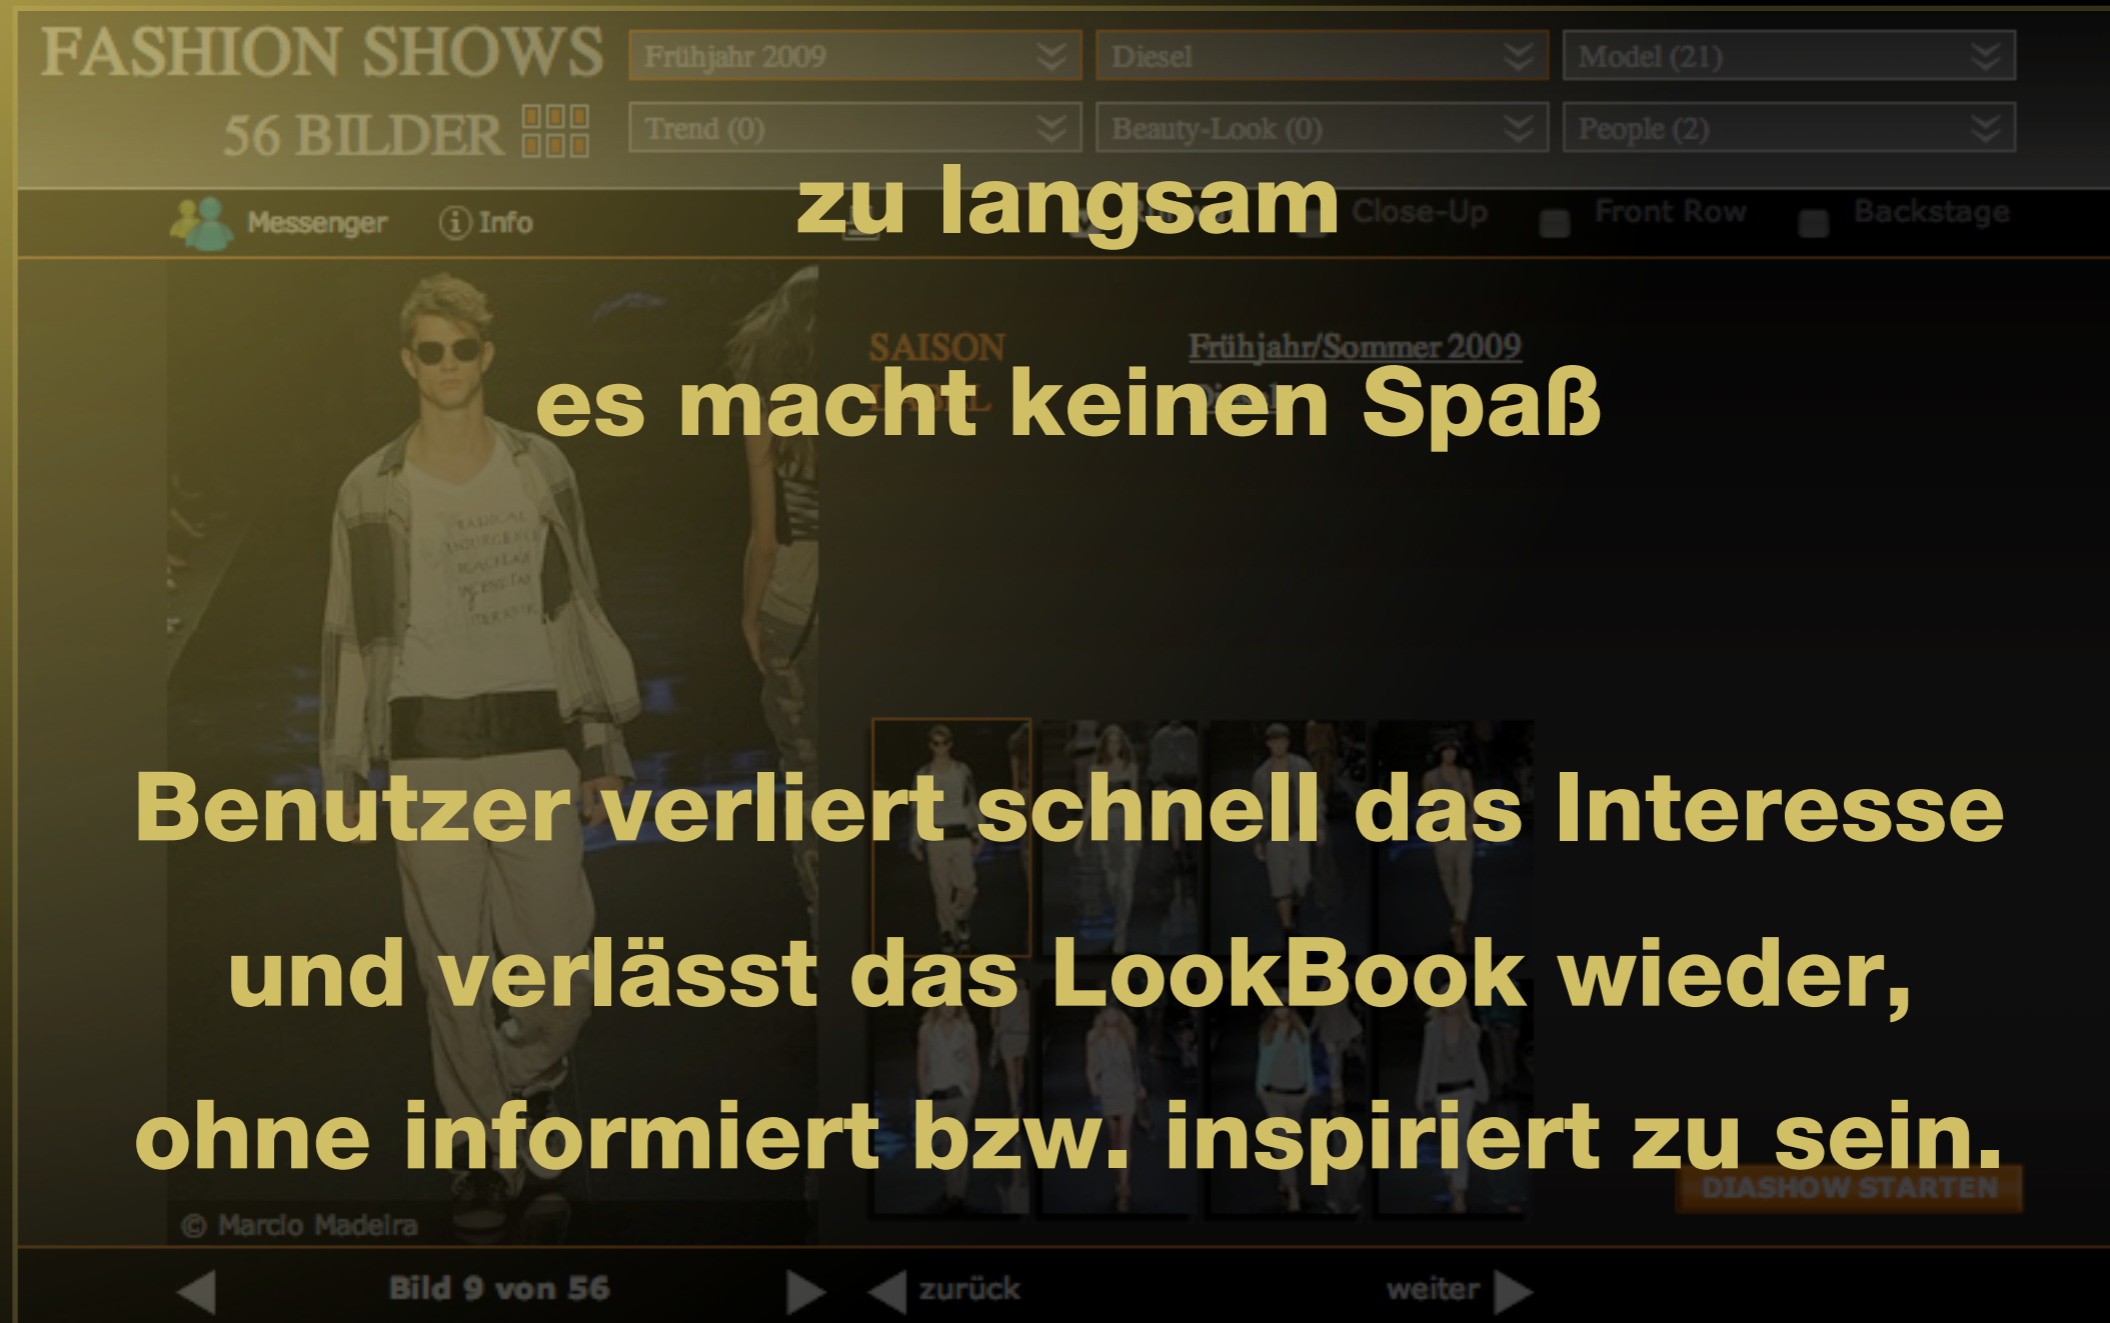 FASHION SHOWS
Frühjahr 2009
Diesel
Model (21)
56 BILDER
Trend (0)
Beauty-Look (0)
People (2)
zu langsam
Messenger
Info
Close-Up
Front Row
Backstage
SAISON
Frühjahr/Sommer 2009
LABEL
Diesel
es macht keinen Spaß
RADICAL
Benutzer verliert schnell das Interesse
und verlässt das LookBook wieder,
ohne informiert bzw. inspiriert zu sein.
DIASHOW STARTEN
© Marcio Madeira
Bild 9 von 56
zurück
weiter